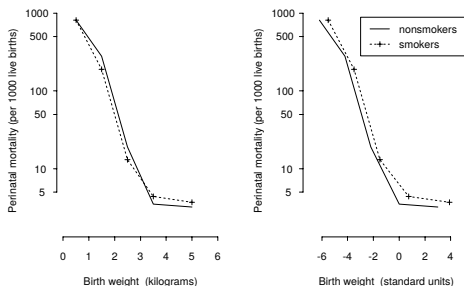 Perinatal mortality (per 1000 live births)
1000
500
100
50
10
5
0 1 2 3 4 5 6
Birth weight (kilograms)
Perinatal mortality (per 1000 live births)
1000
500
100
50
10
5
nonsmokers
smokers
-6 -4 -2 0 2 4
Birth weight (standard units)